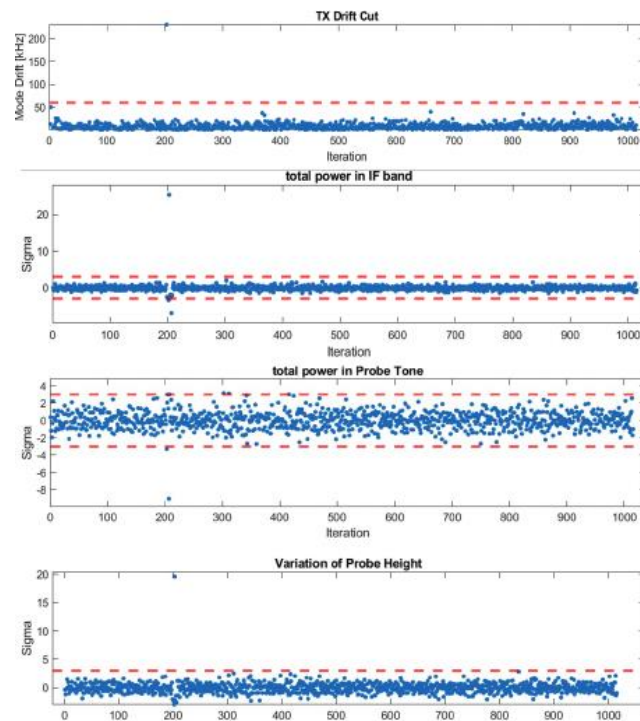 TX Drift Cut
Mode Drift [kHz]
200
150
100
50
0 100 200 300 400 500 600 700 800 900 1000
Iteration
total power in IF band
Sigma
20
10
0
0 100 200 300 400 500 600 700 800 900 1000
Iteration
total power in Probe Tone
Sigma
4
2
0
-2
-4
-6
-8
0 100 200 300 400 500 600 700 800 900 1000
Iteration
Variation of Probe Height
Sigma
20
15
10
5
0
0 100 200 300 400 500 600 700 800 900 1000